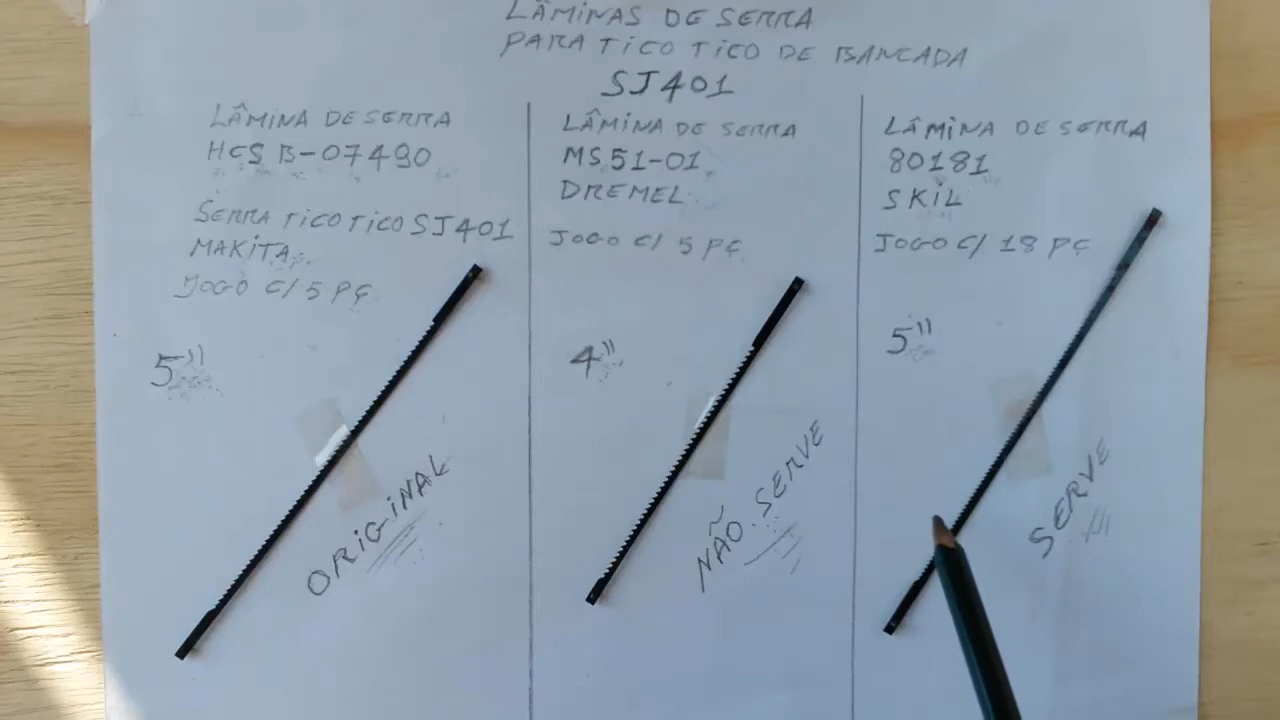 LÂMINAS DE SERRA
PARA TICO TICO DE BANCADA
SJ401
LÂMINA DE SERRA
HCS B-07490
SERRA TICO TICO SJ401
MAKITA
JOGO C/ 5 PÇ
5"
ORIGINAL
LÂMINA DE SERRA
MS51-01
DREMEL
JOGO C/ 5 PÇ
4"
NÃO SERVE
LÂMINA DE SERRA
80181
SKIL
JOGO C/ 18 PÇ
5"
SERVE